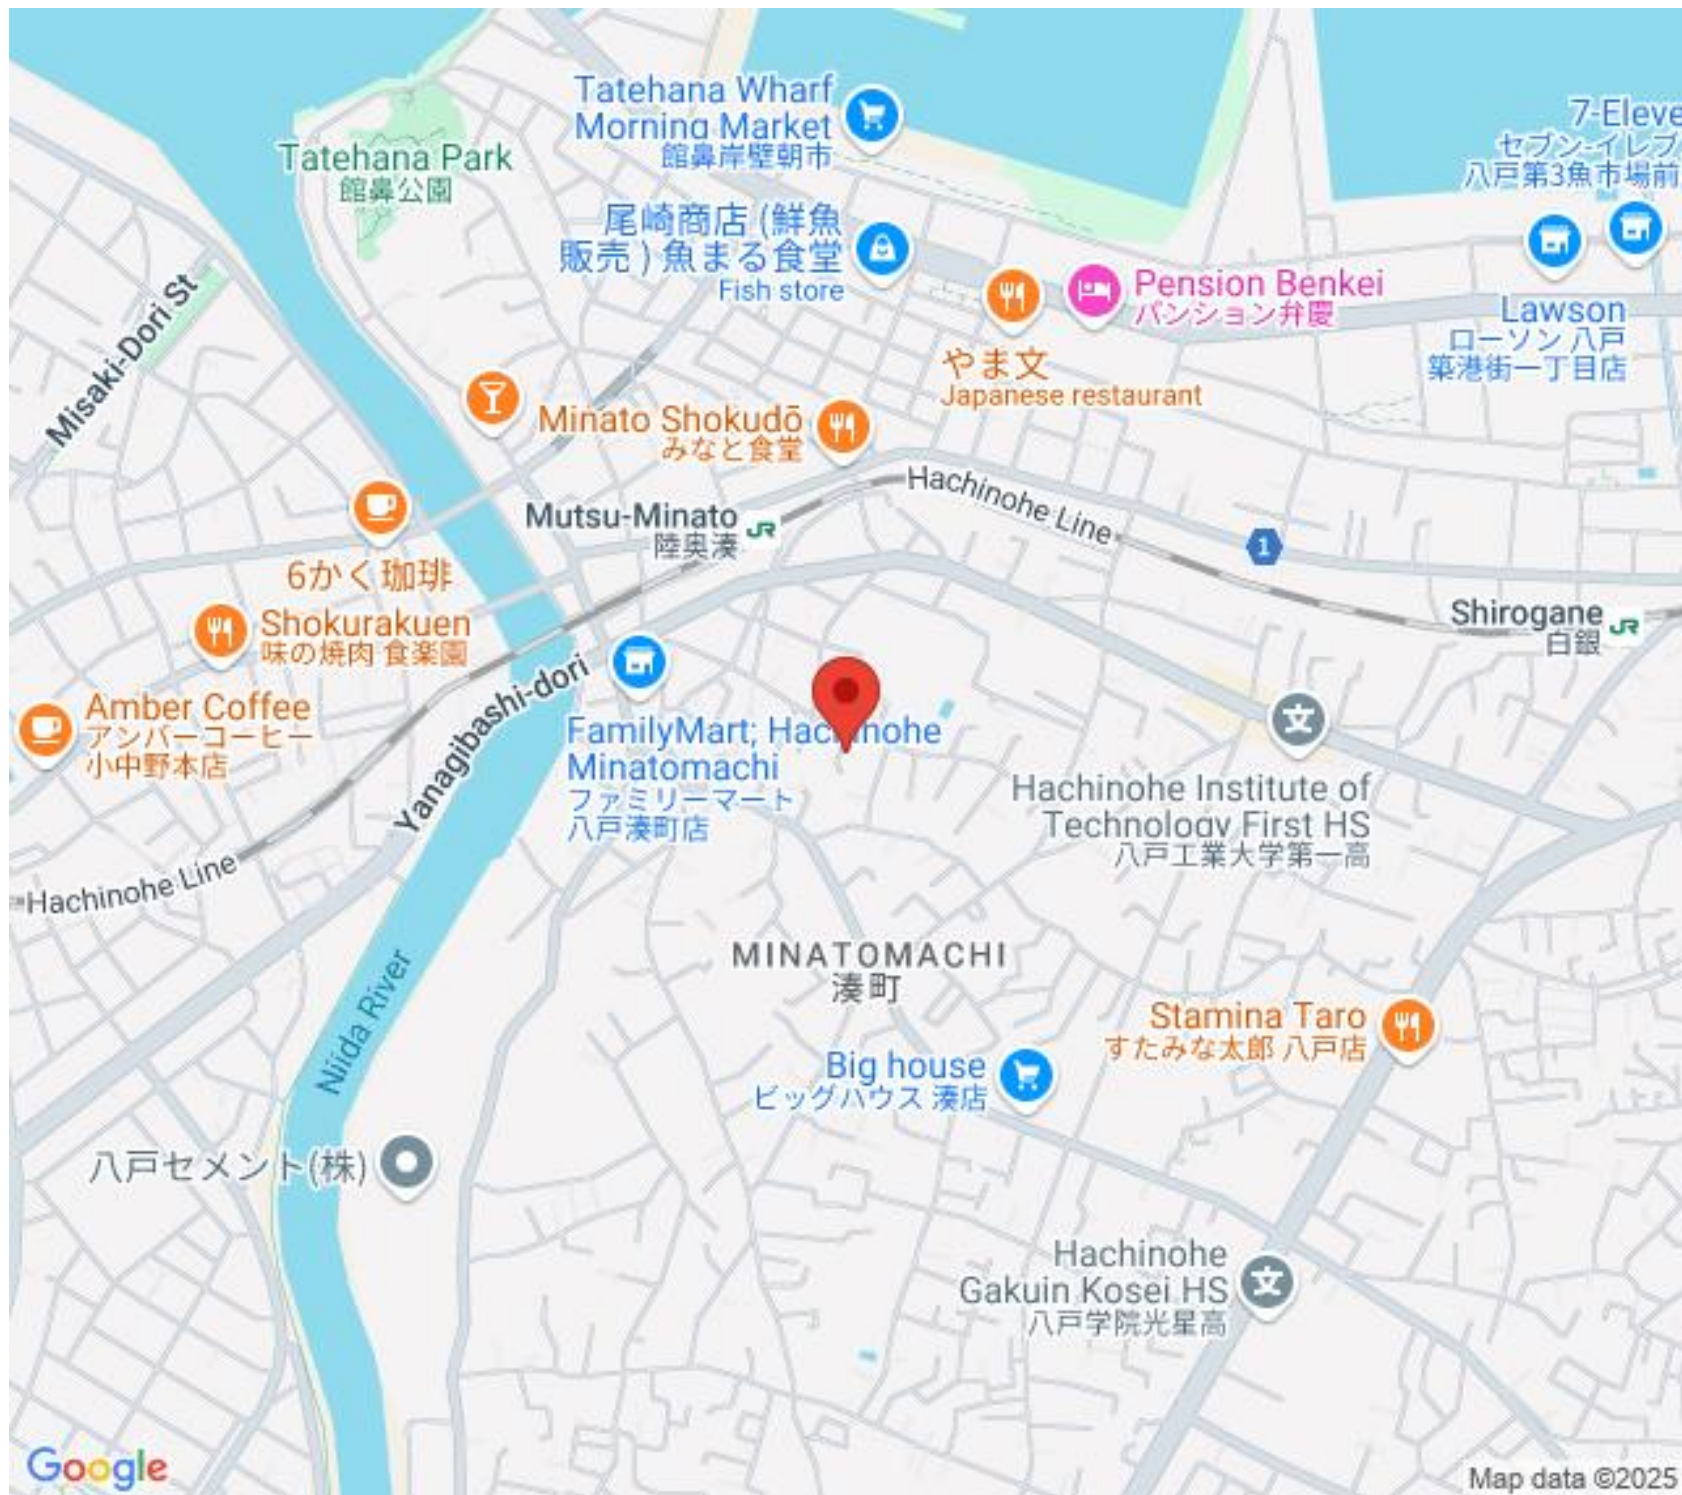 Tatehana Wharf
Morning Market
館鼻岸壁朝市
7-Eleve
セブン-イレブ
八戸第3魚市場前
Tatehana Park
館鼻公園
尾崎商店 (鮮魚
販売 ) 魚まる食堂
Fish store
Pension Benkei
パンション弁慶
Lawson
ローソン 八戸
築港街一丁目店
Misaki-Dori St
やま文
Japanese restaurant
Minato Shokudō
みなと食堂
Hachinohe Line
Mutsu-Minato
陸奥湊
JR
1
6かく珈琲
Shokurakuen
味の焼肉 食楽園
Shirogane
白銀
JR
Amber Coffee
アンバーコーヒー
小中野本店
Yanagibashi-dori
FamilyMart; Hachinohe
Minatomachi
ファミリーマート
八戸湊町店
Hachinohe Institute of
Technology First HS
八戸工業大学第一高
Hachinohe Line
MINATOMACHI
湊町
Niida River
Stamina Taro
すたみな太郎 八戸店
Big house
ビッグハウス 湊店
八戸セメント(株)
Hachinohe
Gakuin Kosei HS
八戸学院光星高
文
文
Google
Map data ©2025